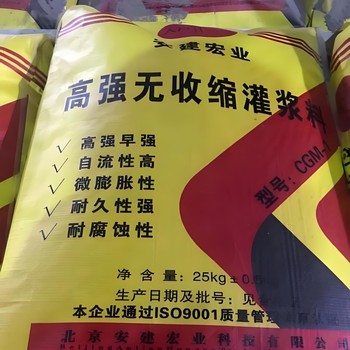 安建宏业
高强无收缩灌浆料
√ 高强早强
√ 自流性高
√ 微膨胀性
√ 耐久性强
√ 耐腐蚀性
型号: CGM-
净含量: 25kg±0.
生产日期及批号: 见
本企业通过ISO9001质量管理
北京安建宏业科技有限公司